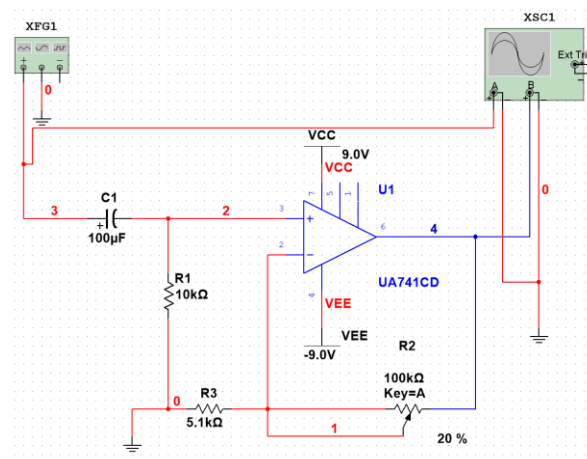 XFG1
XSC1
Ext Tri
+
−
0
A
B
+
−
+
−
VCC
9.0V
VCC
U1
0
3
C1
2
7
5
1
3
+
6
4
+
100µF
2
−
UA741CD
R1
10kΩ
4
VEE
VEE
-9.0V
R2
100kΩ
Key=A
0
R3
5.1kΩ
1
20 %